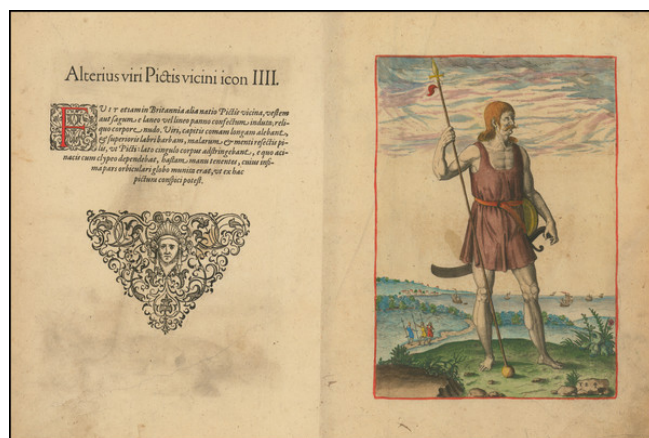 Alterius viri Pictis vicini icon IIII.
FUit etiam in Britannia alia natio Pictis vicina, vestem
aut sagum e laneo vel lineo panno confectum induta, reli-
quo corpore nudo. Viri, capitis comam longam alebant,
& superioris labri barbam, malarum & menti resectis pi-
lis, ut Picti lato cingulo corpus adstringebant, e quo aci-
nacis cum clypeo dependebat, hastam manu tenentes, cuius infi-
ma pars orbiculari globo munita erat, ut ex hac
pictura conspici potest.